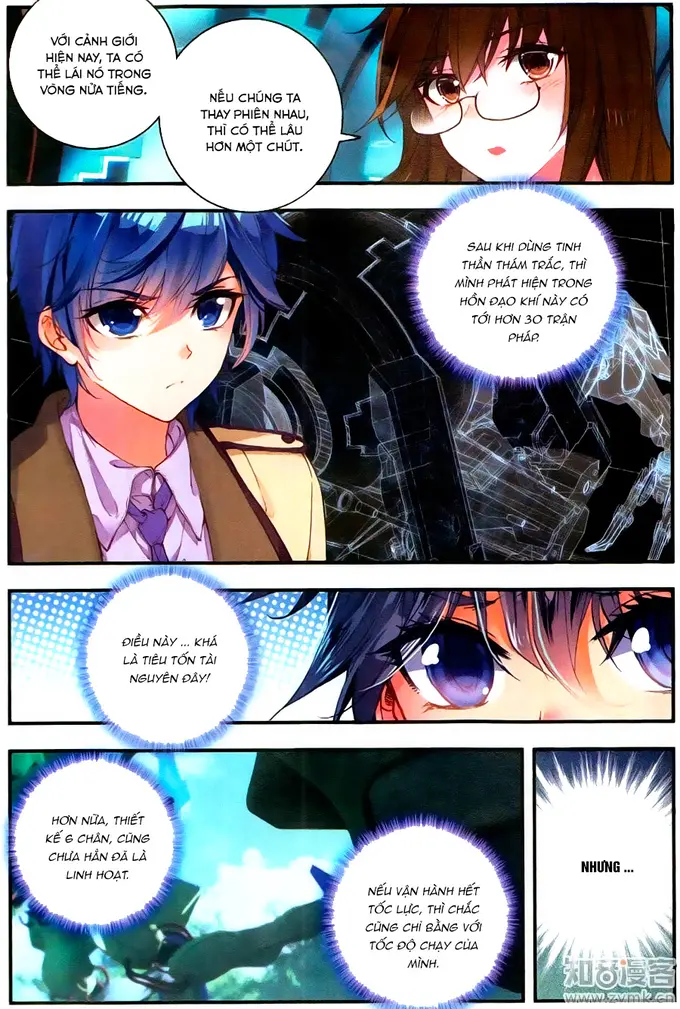 VỚI CẢNH GIỚI
HIỆN NAY, TA CÓ
THỂ LÁI NÓ TRONG
VÒNG NỬA TIẾNG.
NẾU CHÚNG TA
THAY PHIÊN NHAU,
THÌ CÓ THỂ LÂU
HƠN MỘT CHÚT.
SAU KHI DÙNG TINH
THẦN THÁM TRẮC, THÌ
MÌNH PHÁT HIỆN TRONG
HỒN ĐẠO KHÍ NÀY CÓ
TỚI HƠN 30 TRẬN
PHÁP.
ĐIỀU NÀY ... KHÁ
LÀ TIÊU TỐN TÀI
NGUYÊN ĐÂY!
HƠN NỮA, THIẾT
KẾ 6 CHÂN, CŨNG
CHƯA HẲN ĐÃ LÀ
LINH HOẠT.
NẾU VẬN HÀNH HẾT
TỐC LỰC, THÌ CHẮC
CŨNG CHỈ BẰNG VỚI
TỐC ĐỘ CHẠY CỦA
MÌNH.
NHƯNG ...
知音漫客
www.zymk.cn